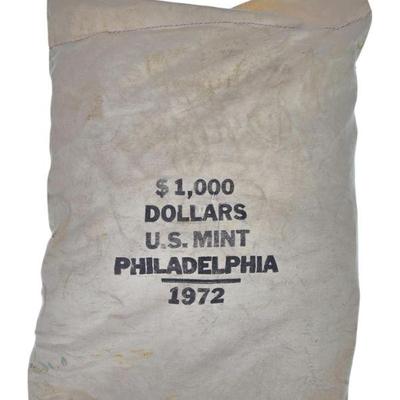 $1,000
DOLLARS
U.S. MINT
PHILADELPHIA
1972